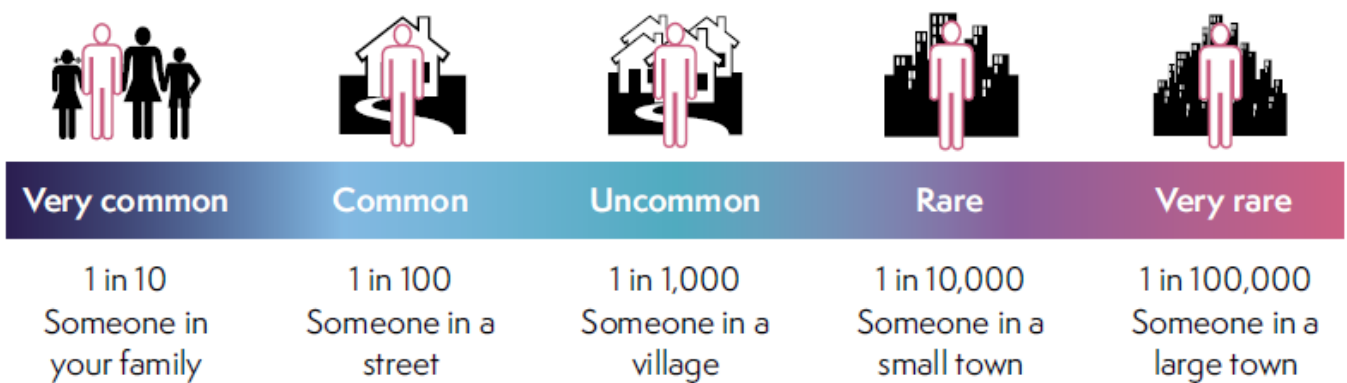 Very common
Common
Uncommon
Rare
Very rare
1 in 10
Someone in
your family
1 in 100
Someone in a
street
1 in 1,000
Someone in a
village
1 in 10,000
Someone in a
small town
1 in 100,000
Someone in a
large town